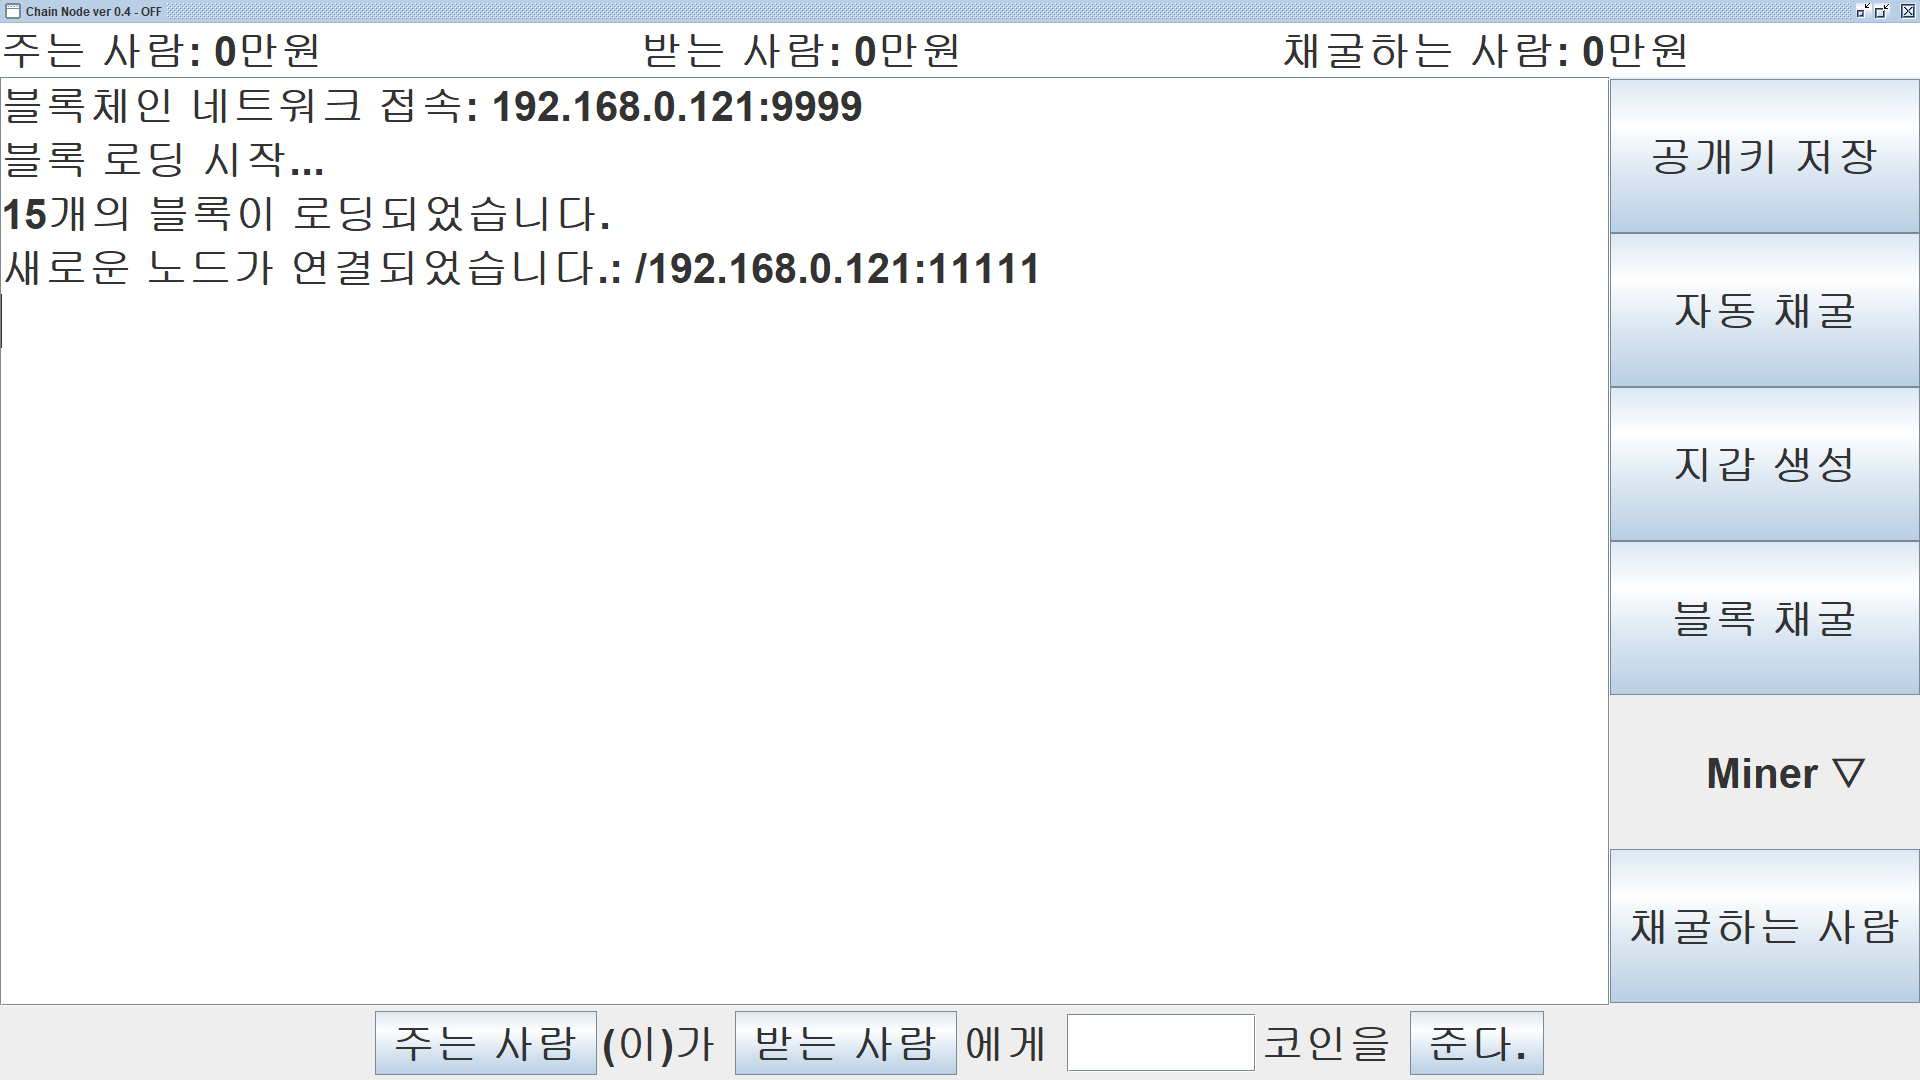 Chain Node ver 0.4 - OFF
주는 사람: 0만원 받는 사람: 0만원 채굴하는 사람: 0만원
블록체인 네트워크 접속: 192.168.0.121:9999
블록 로딩 시작...
15개의 블록이 로딩되었습니다.
새로운 노드가 연결되었습니다.: /192.168.0.121:11111
공개키 저장
자동 채굴
지갑 생성
블록 채굴
Miner ▽
채굴하는 사람
주는 사람 (이)가 받는 사람 에게 코인을 준다.